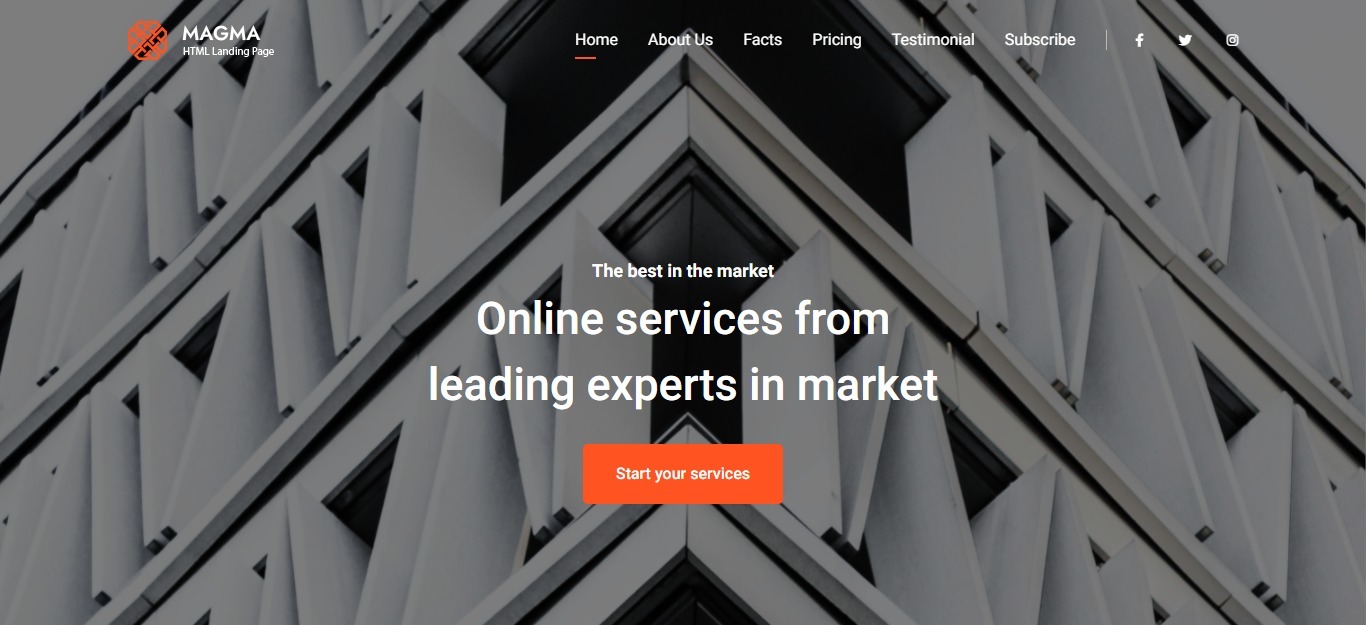 MAGMA
HTML Landing Page
Home About Us Facts Pricing Testimonial Subscribe
The best in the market
Online services from
leading experts in market
Start your services